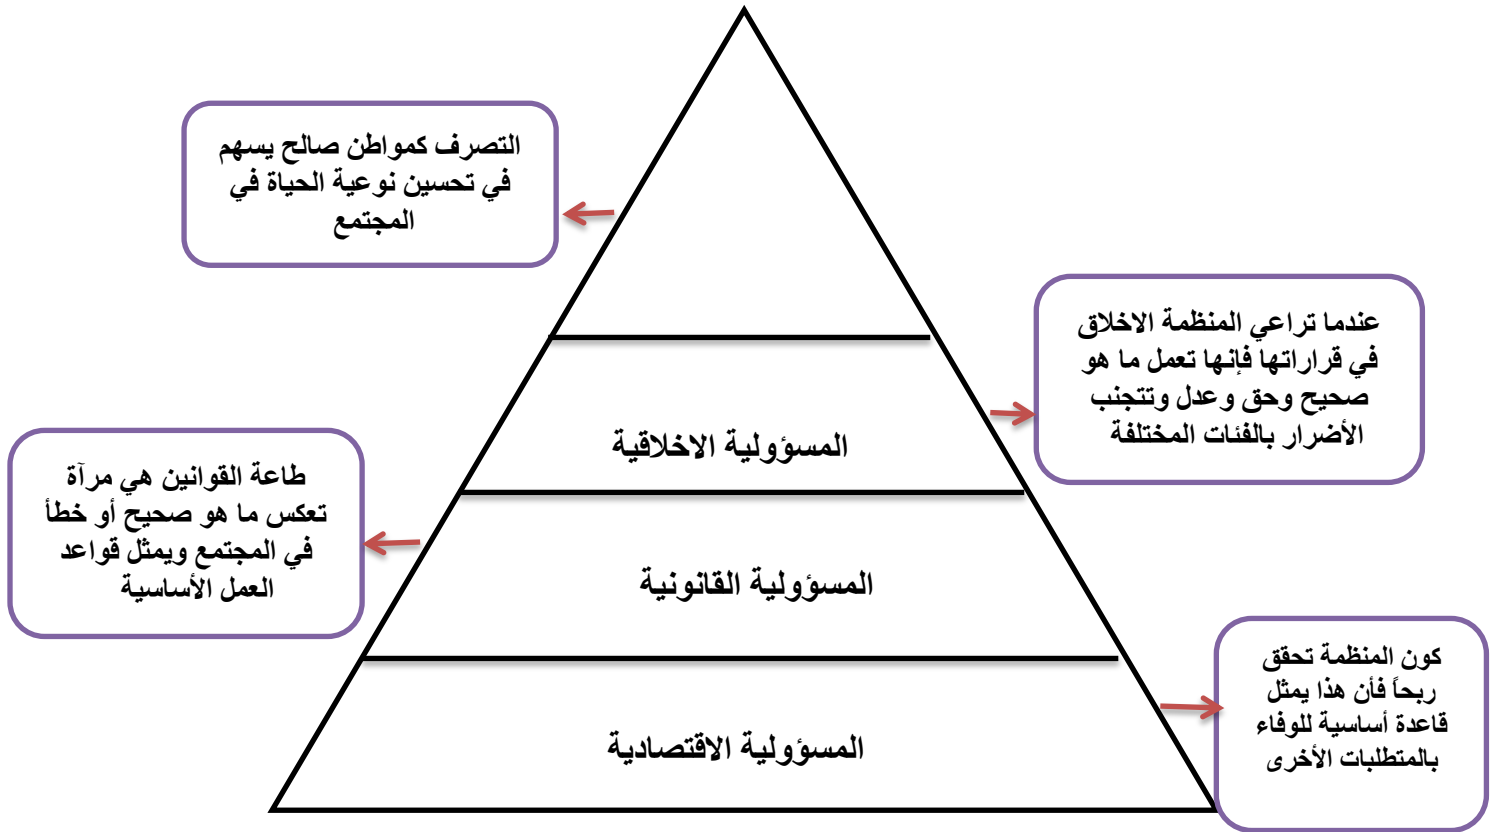 التصرف كمواطن صالح يسهم
في تحسين نوعية الحياة في
المجتمع
عندما تراعي المنظمة الاخلاق
في قراراتها فإنها تعمل ما هو
صحيح وحق وعدل وتتجنب
الأضرار بالفئات المختلفة
المسؤولية الاخلاقية
طاعة القوانين هي مرآة
تعكس ما هو صحيح أو خطأ
في المجتمع ويمثل قواعد
العمل الأساسية
المسؤولية القانونية
كون المنظمة تحقق
ربحاً فأن هذا يمثل
قاعدة أساسية للوفاء
بالمتطلبات الأخرى
المسؤولية الاقتصادية